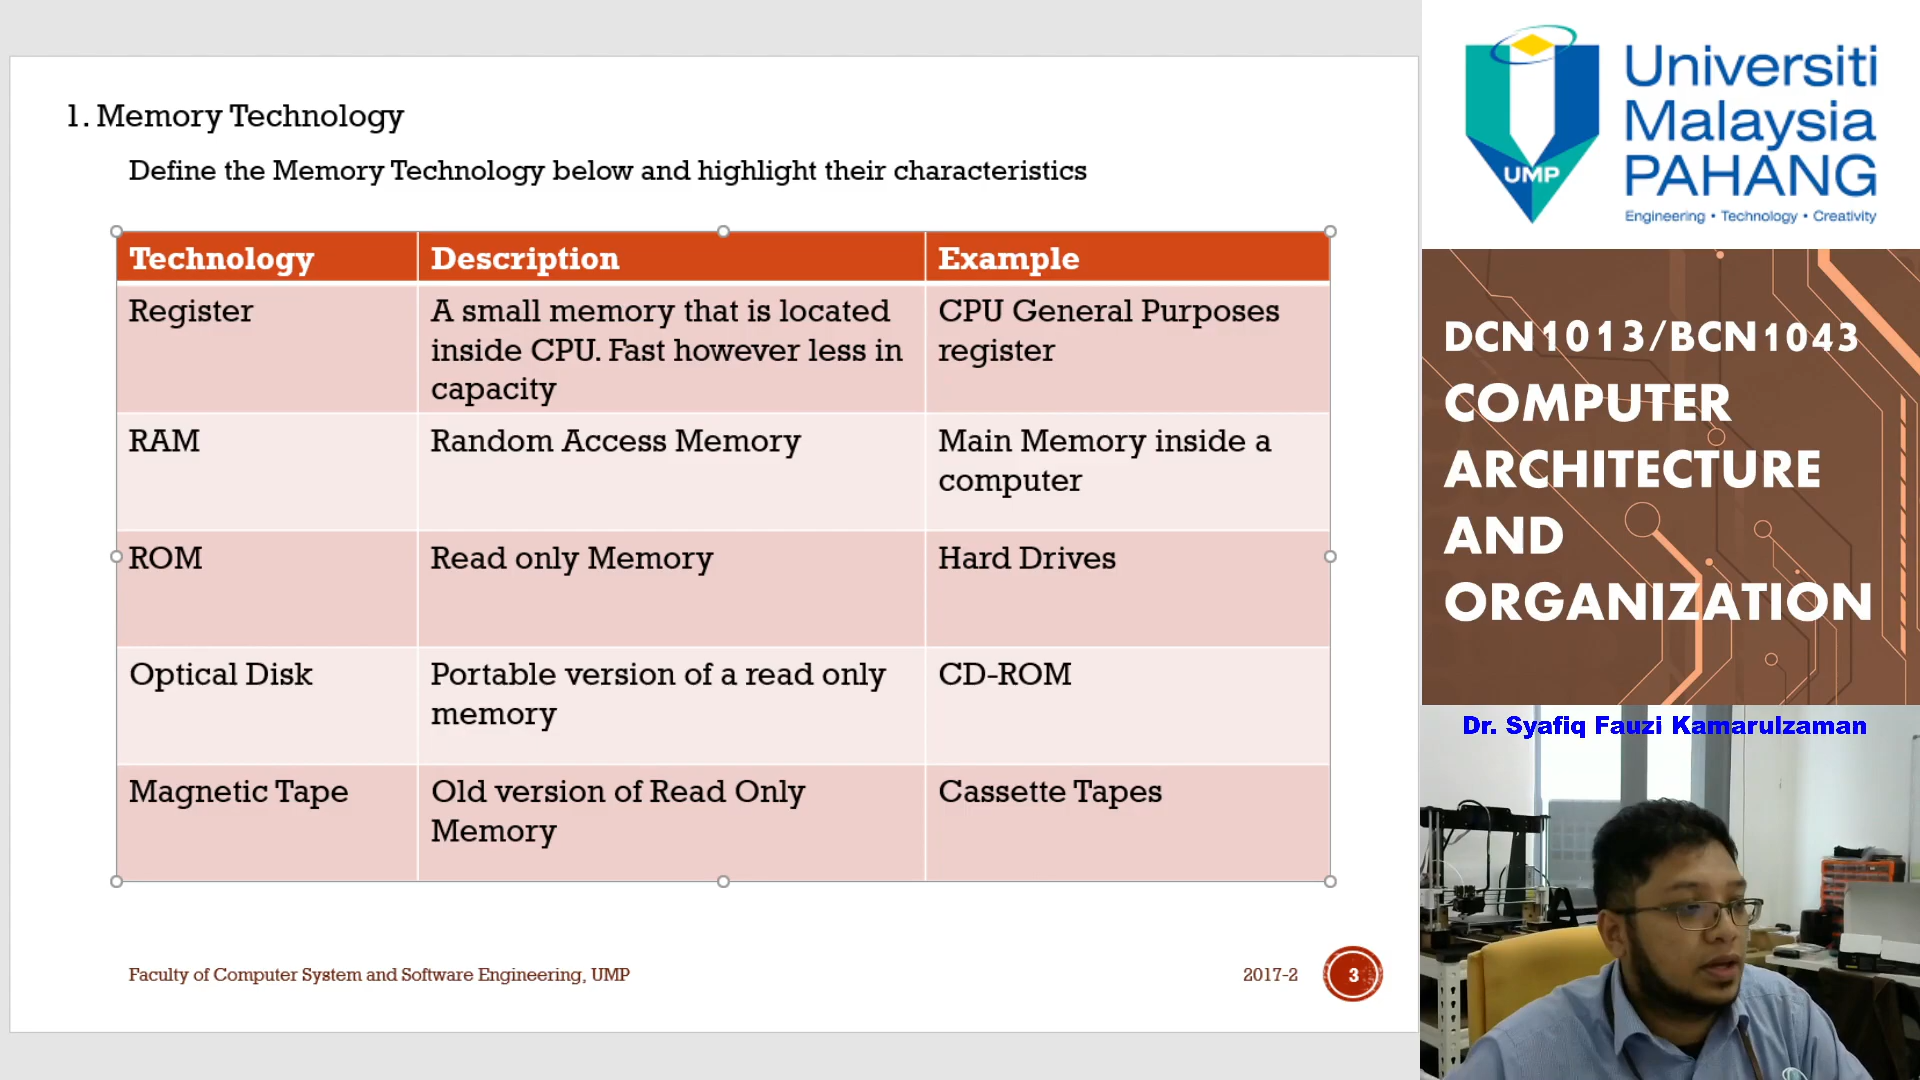 1. Memory Technology
Define the Memory Technology below and highlight their characteristics
Technology Description Example
Register
A small memory that is located
inside CPU. Fast however less in
capacity
CPU General Purposes
register
RAM
Random Access Memory
Main Memory inside a
computer
ROM
Read only Memory
Hard Drives
Optical Disk
Portable version of a read only
memory
CD-ROM
Magnetic Tape
Old version of Read Only
Memory
Cassette Tapes
Faculty of Computer System and Software Engineering, UMP
2017-2
3
UMP
Universiti
Malaysia
PAHANG
Engineering • Technology • Creativity
DCN1013/BCN1043
COMPUTER
ARCHITECTURE
AND
ORGANIZATION
Dr. Syafiq Fauzi Kamarulzaman